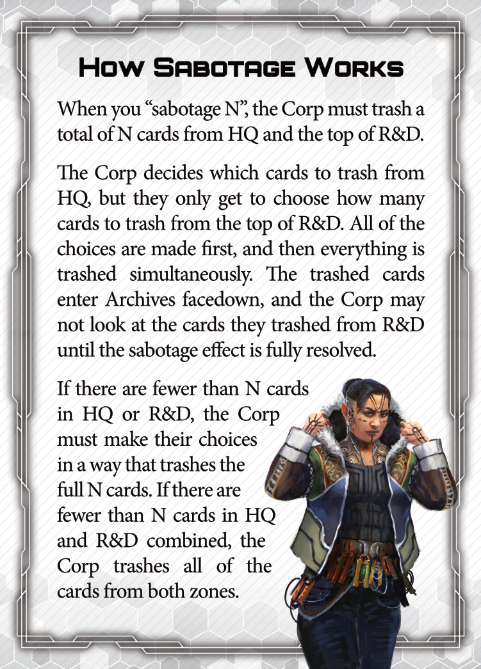 How Sabotage Works
When you “sabotage N”, the Corp must trash a
total of N cards from HQ and the top of R&D.
The Corp decides which cards to trash from
HQ, but they only get to choose how many
cards to trash from the top of R&D. All of the
choices are made first, and then everything is
trashed simultaneously. The trashed cards
enter Archives facedown, and the Corp may
not look at the cards they trashed from R&D
until the sabotage effect is fully resolved.
If there are fewer than N cards
in HQ or R&D, the Corp
must make their choices
in a way that trashes the
full N cards. If there are
fewer than N cards in HQ
and R&D combined, the
Corp trashes all of the
cards from both zones.